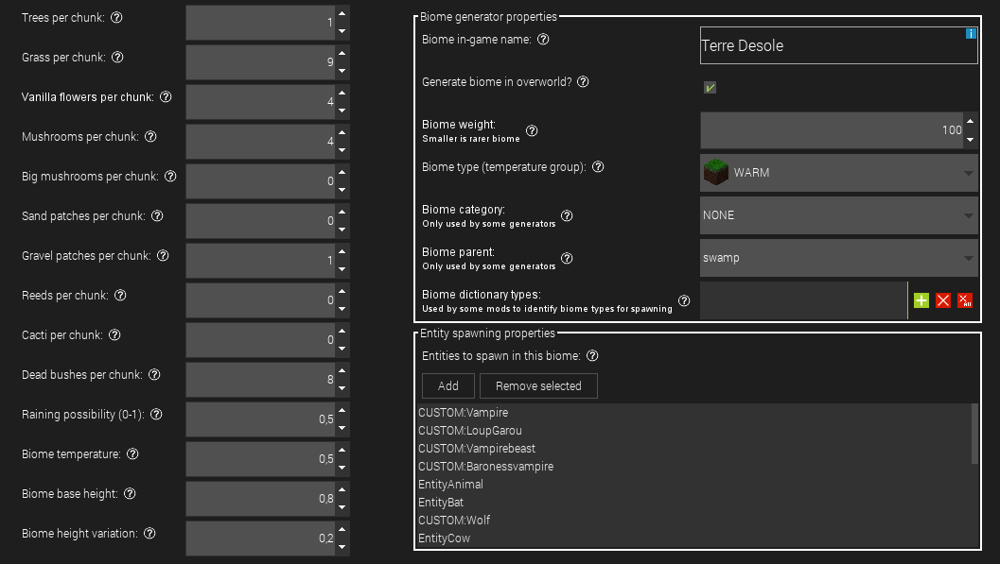 Trees per chunk: ? 1
Grass per chunk: ? 9
Vanilla flowers per chunk: ? 4
Mushrooms per chunk: ? 4
Big mushrooms per chunk: ? 0
Sand patches per chunk: ? 0
Gravel patches per chunk: ? 1
Reeds per chunk: ? 0
Cacti per chunk: ? 0
Dead bushes per chunk: ? 8
Raining possibility (0-1): ? 0,5
Biome temperature: ? 0,5
Biome base height: ? 0,8
Biome height variation: ? 0,2
Biome generator properties
Biome in-game name: ? Terre Desole i
Generate biome in overworld? ?
Biome weight: ? 100
Smaller is rarer biome
Biome type (temperature group): ? WARM
Biome category: ? NONE
Only used by some generators
Biome parent: ? swamp
Only used by some generators
Biome dictionary types: ?
Used by some mods to identify biome types for spawning
All
Entity spawning properties
Entities to spawn in this biome: ?
Add Remove selected
CUSTOM:Vampire
CUSTOM:LoupGarou
CUSTOM:Vampirebeast
CUSTOM:Baronessvampire
EntityAnimal
EntityBat
CUSTOM:Wolf
EntityCow